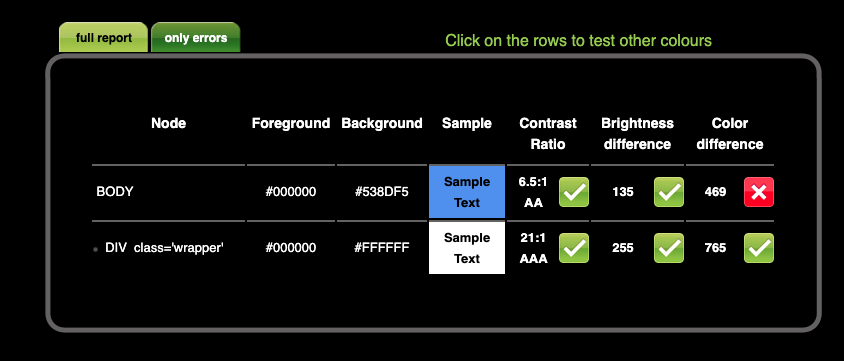 full report
only errors
Click on the rows to test other colours
Node Foreground Background Sample Contrast Ratio Brightness difference Color difference
BODY #000000 #538DF5 Sample Text 6.5:1 AA 135 469
DIV class='wrapper' #000000 #FFFFFF Sample Text 21:1 AAA 255 765